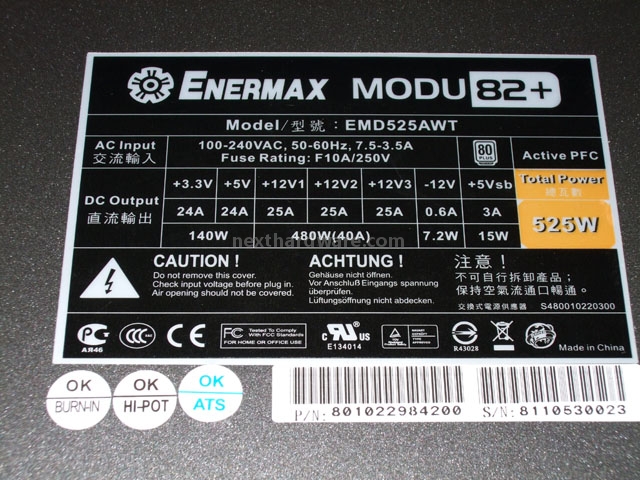 ENERMAX MODU 82+
Model/型號：EMD525AWT
AC Input 100-240VAC, 50-60Hz, 7.5-3.5A
交流輸入 Fuse Rating: F10A/250V
80 PLUS
Active PFC
DC Output
直流輸出
+3.3V +5V +12V1 +12V2 +12V3 -12V +5Vsb
24A 24A 25A 25A 25A 0.6A 3A
140W 480W(40A) 7.2W 15W
Total Power
總瓦數
525W
nexthardware.com
CAUTION !
Do not remove this cover.
Check input voltage before plug in.
Air opening should not be covered.
ACHTUNG !
Gehäuse nicht öffnen.
Vor Anschluß Eingangs spannung
überprüfen.
Lüftungsöffnung nicht abdecken.
注意！
不可自行拆卸產品；
保持空氣流通口暢通。
交換式電源供應器 S480010220300
PC
АЯ46
CCC
FC Tested To Comply
With FCC Standards
FOR HOME OR OFFICE USE
c UL us
E134014
R43028
Made in China
OK
BURN-IN
OK
HI-POT
OK
ATS
P/N: 801022984200
S/N: 8110530023